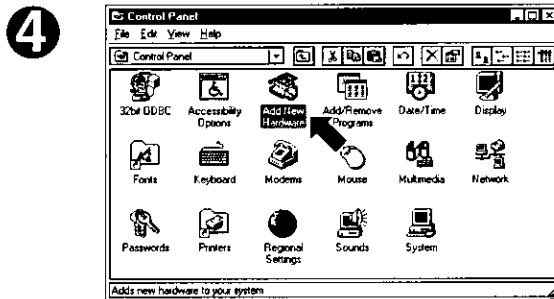 4
Control Panel
File Edit View Help
Control Panel
32bit ODBC
Accessibility
Options
Add New
Hardware
Add/Remove
Programs
Date/Time
Display
Fonts
Keyboard
Modems
Mouse
Multimedia
Network
Passwords
Printers
Regional
Settings
Sounds
System
Adds new hardware to your system